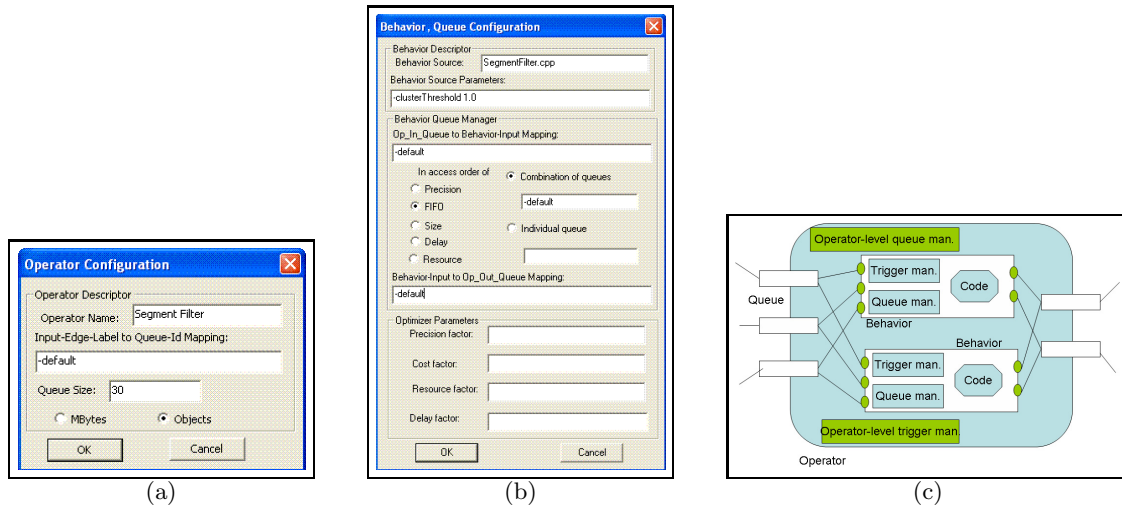 Operator Configuration
Operator Descriptor
Operator Name: Segment Filter
Input-Edge-Label to Queue-Id Mapping:
-default
Queue Size: 30
MBytes Objects
OK Cancel
(a)
Behavior , Queue Configuration
Behavior Descriptor
Behavior Source: SegmentFilter.cpp
Behavior Source Parameters:
-clusterThreshold 1.0
Behavior Queue Manager
Op_In_Queue to Behavior-Input Mapping:
-default
In access order of
Combination of queues
Precision
-default
FIFO
Size
Individual queue
Delay
Resource
Behavior-Input to Op_Out_Queue Mapping:
-default
Optimizer Parameters
Precision factor:
Cost factor:
Resource factor:
Delay factor:
OK Cancel
(b)
Operator-level queue man.
Trigger man.
Code
Queue
Queue man.
Behavior
Behavior
Trigger man.
Code
Queue man.
Operator-level trigger man.
Operator
(c)